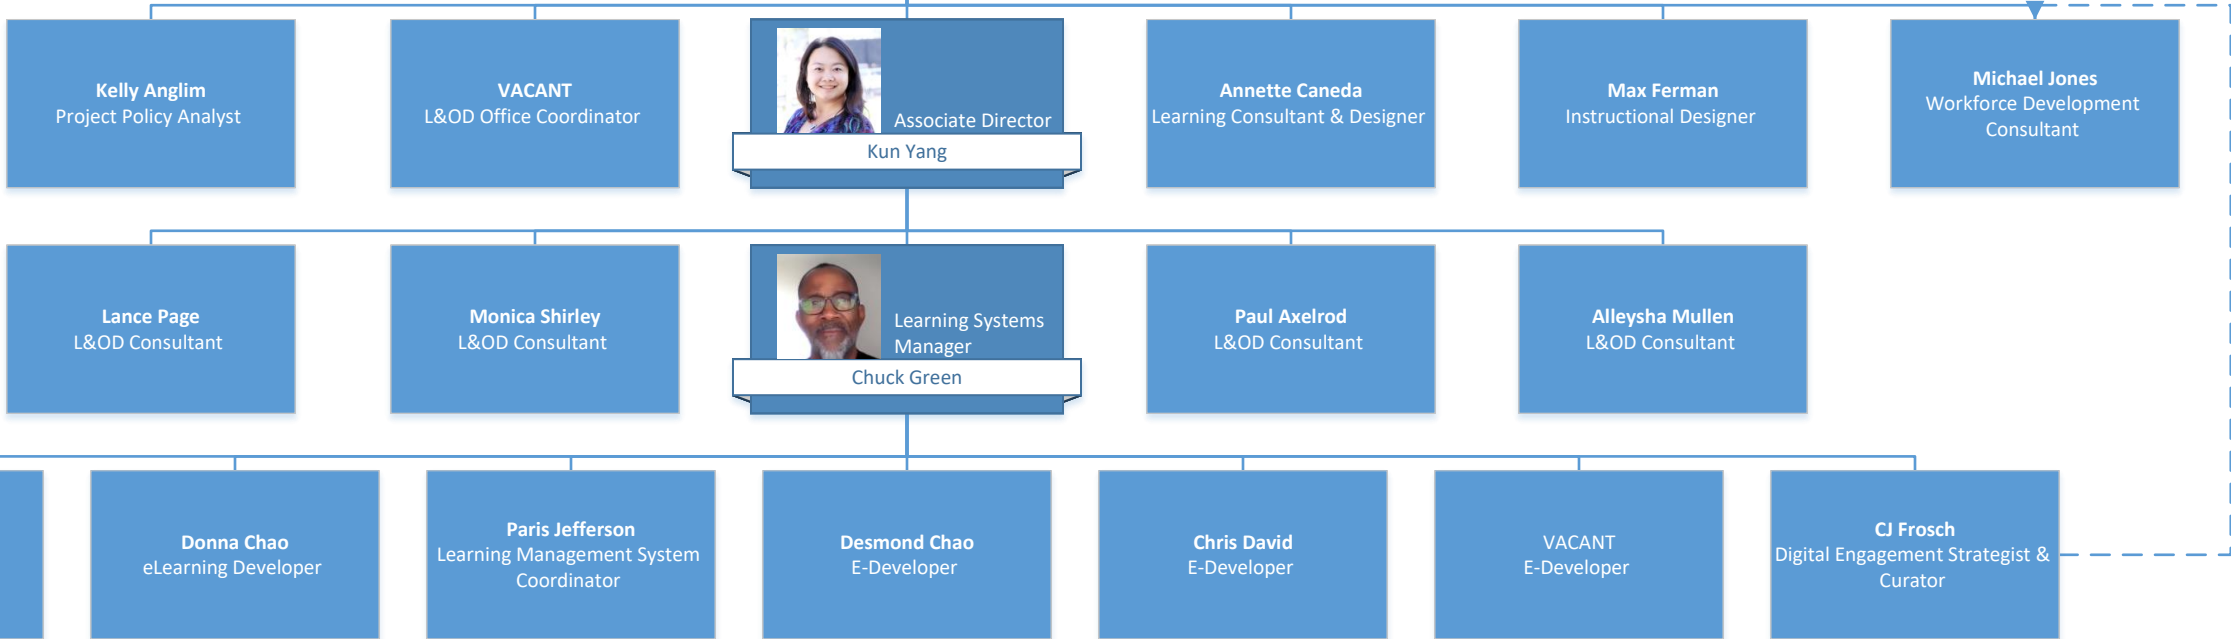 Kelly Anglim
Project Policy Analyst
VACANT
L&OD Office Coordinator
Associate Director
Kun Yang
Annette Caneda
Learning Consultant & Designer
Max Ferman
Instructional Designer
Michael Jones
Workforce Development
Consultant
Lance Page
L&OD Consultant
Monica Shirley
L&OD Consultant
Learning Systems
Manager
Chuck Green
Paul Axelrod
L&OD Consultant
Alleysha Mullen
L&OD Consultant
Donna Chao
eLearning Developer
Paris Jefferson
Learning Management System
Coordinator
Desmond Chao
E-Developer
Chris David
E-Developer
VACANT
E-Developer
CJ Frosch
Digital Engagement Strategist &
Curator